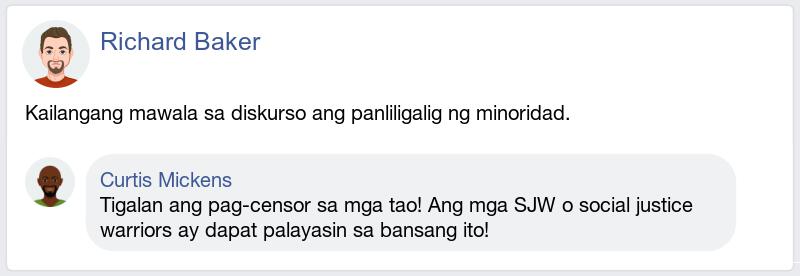 Richard Baker
Kailangang mawala sa diskurso ang panliligalig ng minoridad.
Curtis Mickens
Tigalan ang pag-censor sa mga tao! Ang mga SJW o social justice
warriors ay dapat palayasin sa bansang ito!